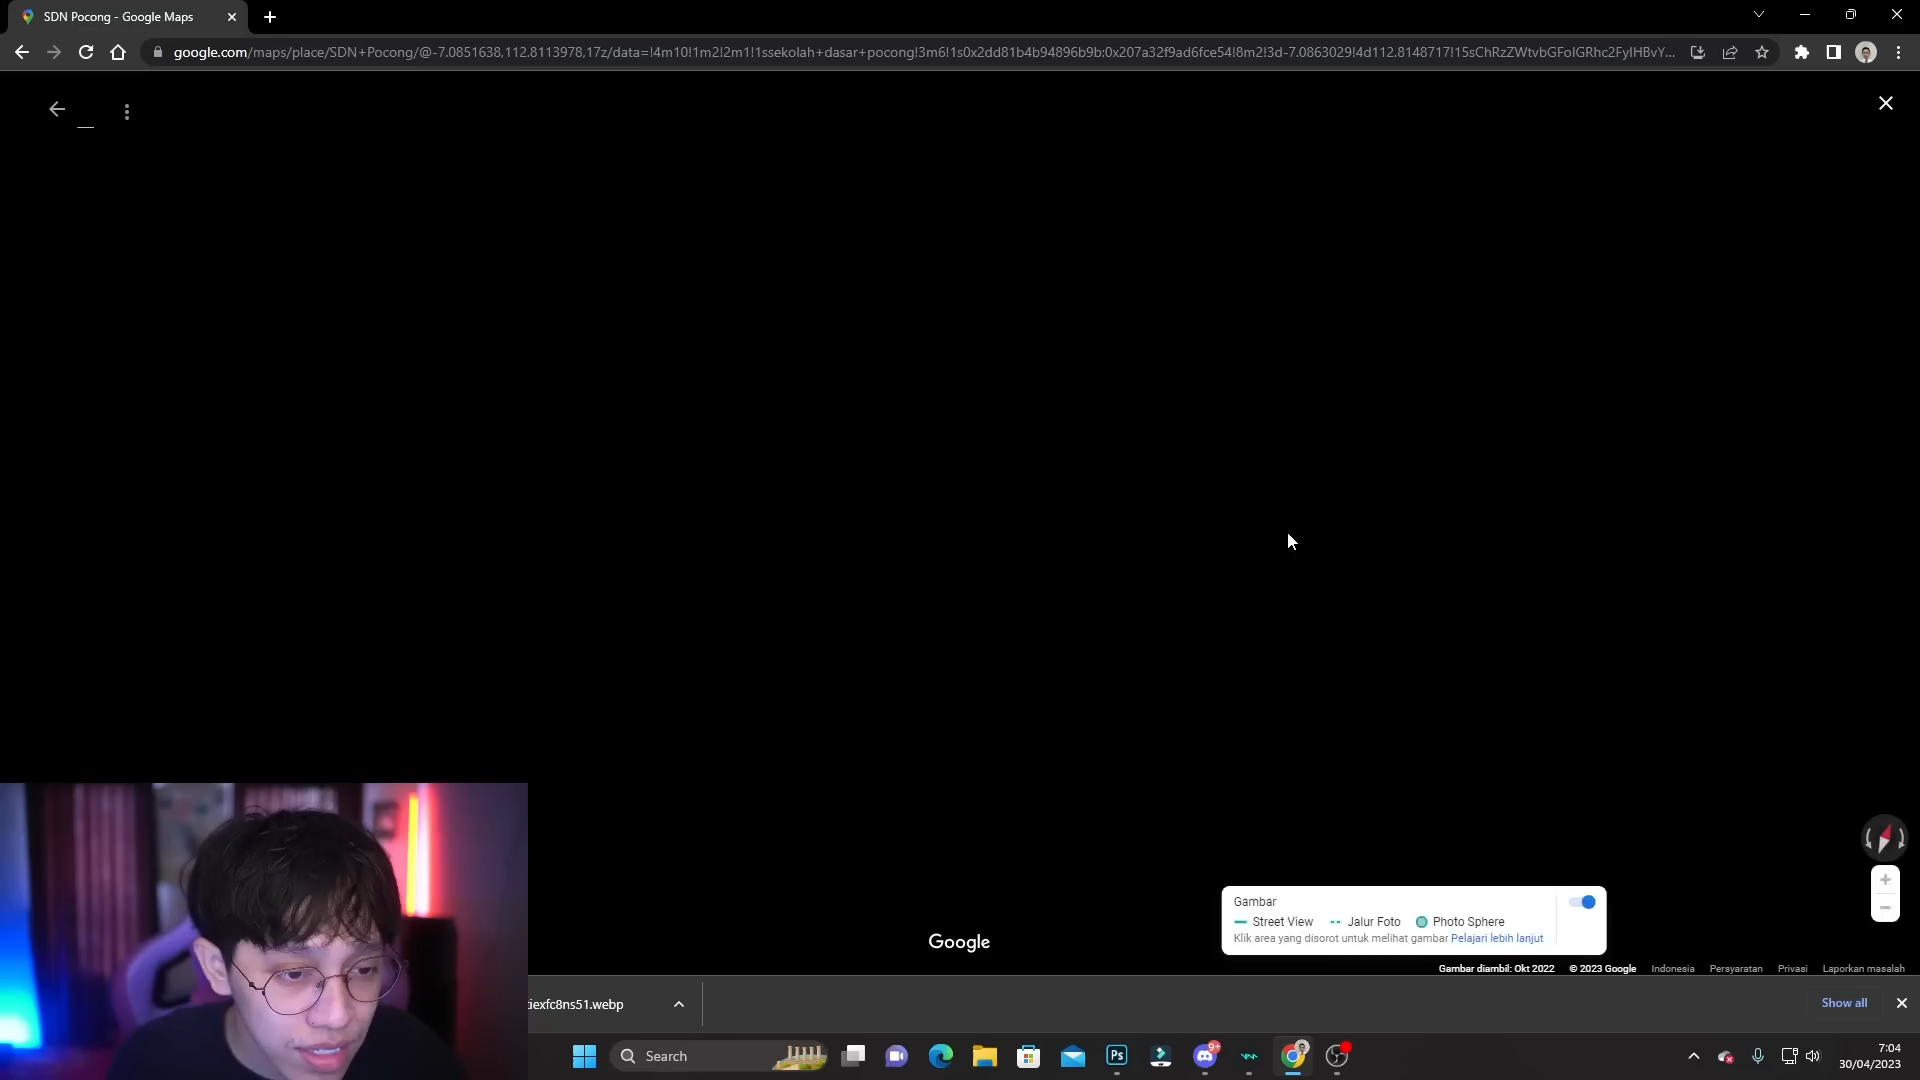 SDN Pocong - Google Maps
google.com/maps/place/SDN+Pocong/@-7.0851638,112.8113978,17z/data=!4m10!1m2!2m1!1ssekolah+dasar+pocong!3m6!1s0x2dd81b4b94896b9b:0x207a32f9ad6fce54!8m2!3d-7.0863029!4d112.8148717!15sChRzZWtvbGFoIGRhc2FyIHBvY...
Gambar
Street View Jalur Foto Photo Sphere
Klik area yang disorot untuk melihat gambar Pelajari lebih lanjut
Google
Gambar diambil: Okt 2022 © 2023 Google Indonesia Persyaratan Privasi Laporkan masalah
iexfc8ns51.webp
Show all
Search
Ps
9+
7:04
30/04/2023